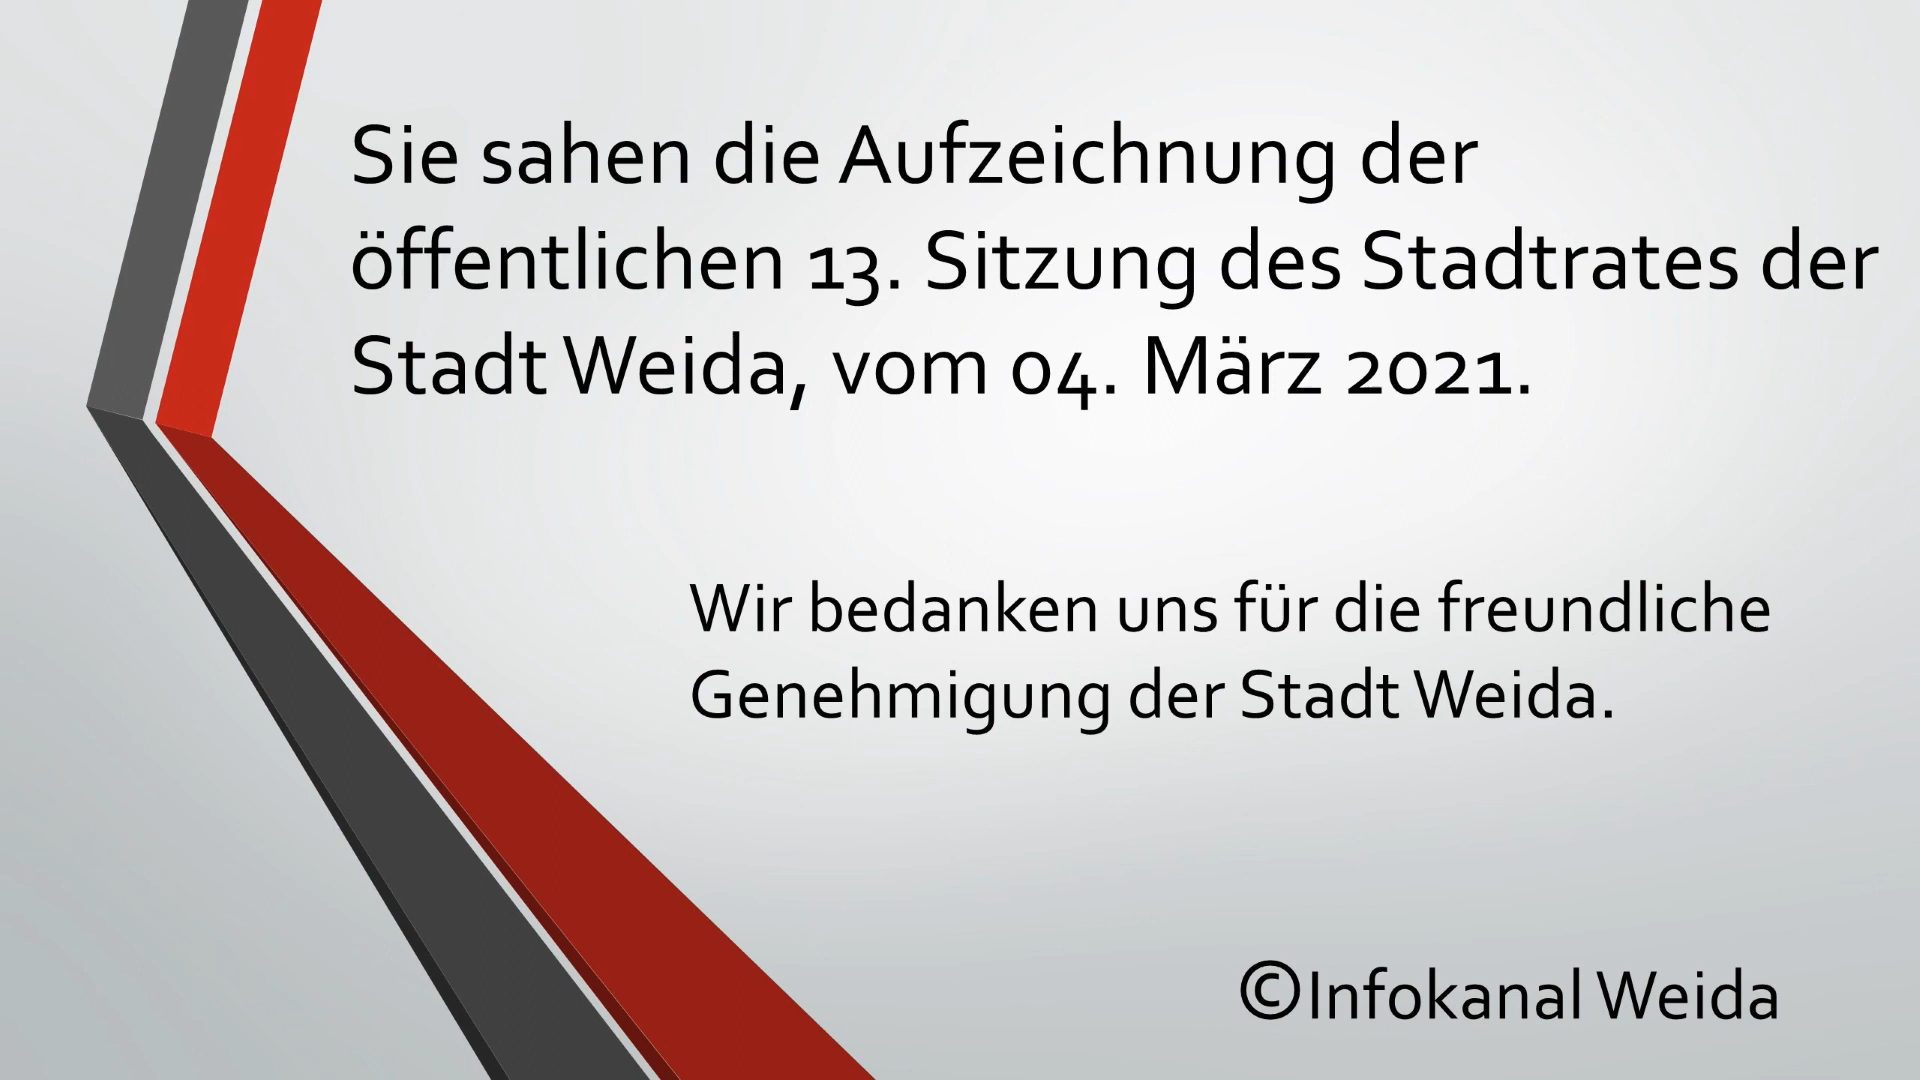 Sie sahen die Aufzeichnung der
öffentlichen 13. Sitzung des Stadtrates der
Stadt Weida, vom 04. März 2021.
Wir bedanken uns für die freundliche
Genehmigung der Stadt Weida.
©Infokanal Weida